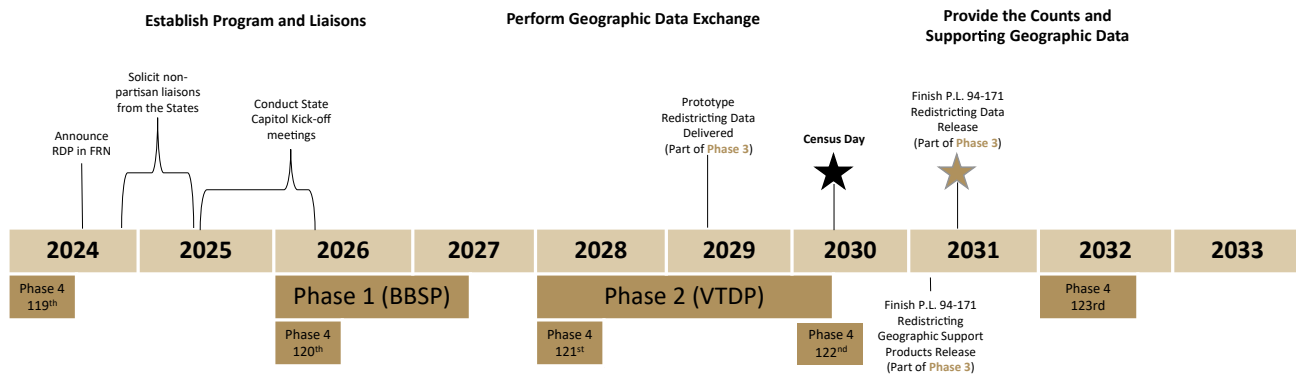 Establish Program and Liaisons
Perform Geographic Data Exchange
Provide the Counts and
Supporting Geographic Data
Announce
RDP in FRN
Solicit non-
partisan liaisons
from the States
Conduct State
Capitol Kick-off
meetings
Prototype
Redistricting Data
Delivered
(Part of Phase 3)
Census Day
Finish P.L. 94-171
Redistricting Data
Release
(Part of Phase 3)
2024
2025
2026
2027
2028
2029
2030
2031
2032
2033
Phase 4
119th
Phase 1 (BBSP)
Phase 4
120th
Phase 2 (VTDP)
Phase 4
121st
Phase 4
122nd
Finish P.L. 94-171
Redistricting
Geographic Support
Products Release
(Part of Phase 3)
Phase 4
123rd